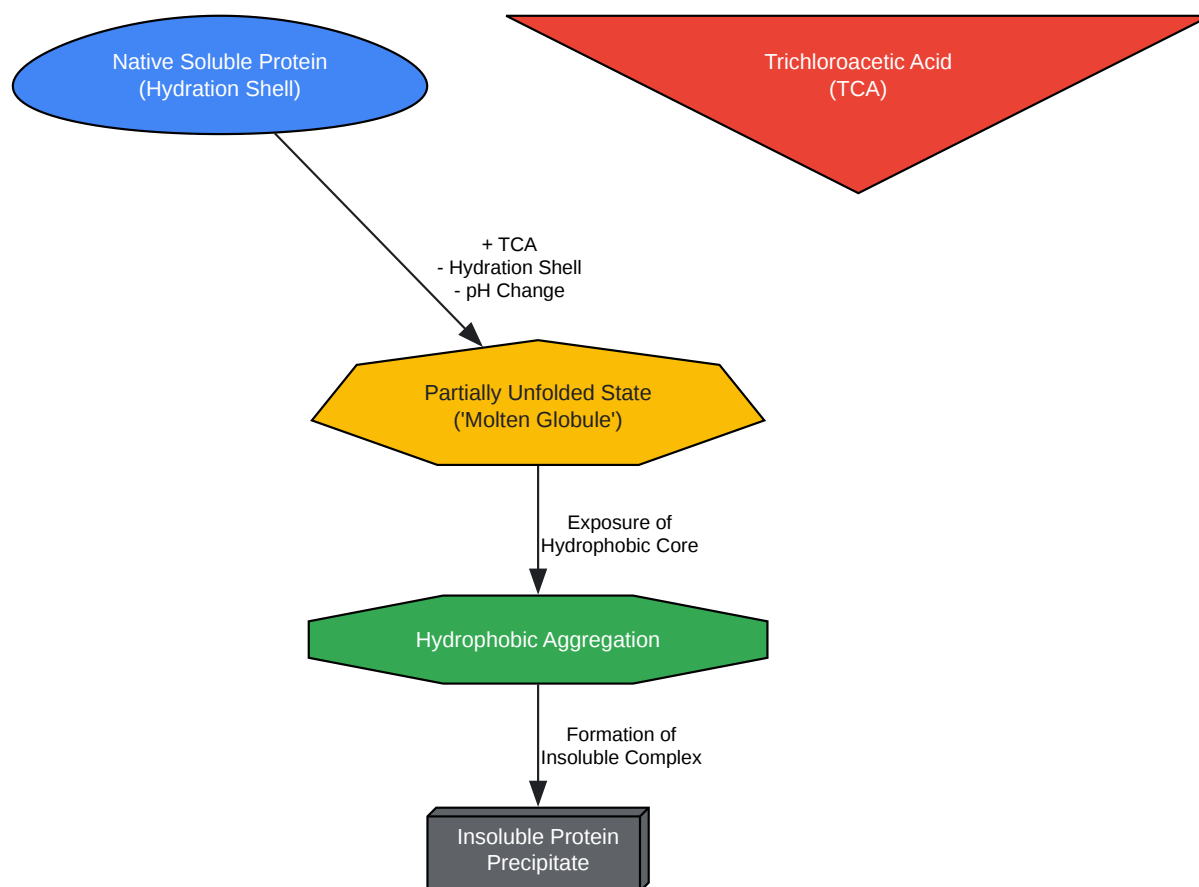 Native Soluble Protein
(Hydration Shell)
Trichloroacetic Acid
(TCA)
+ TCA
- Hydration Shell
- pH Change
Partially Unfolded State
('Molten Globule')
Exposure of
Hydrophobic Core
Hydrophobic Aggregation
Formation of
Insoluble Complex
Insoluble Protein
Precipitate